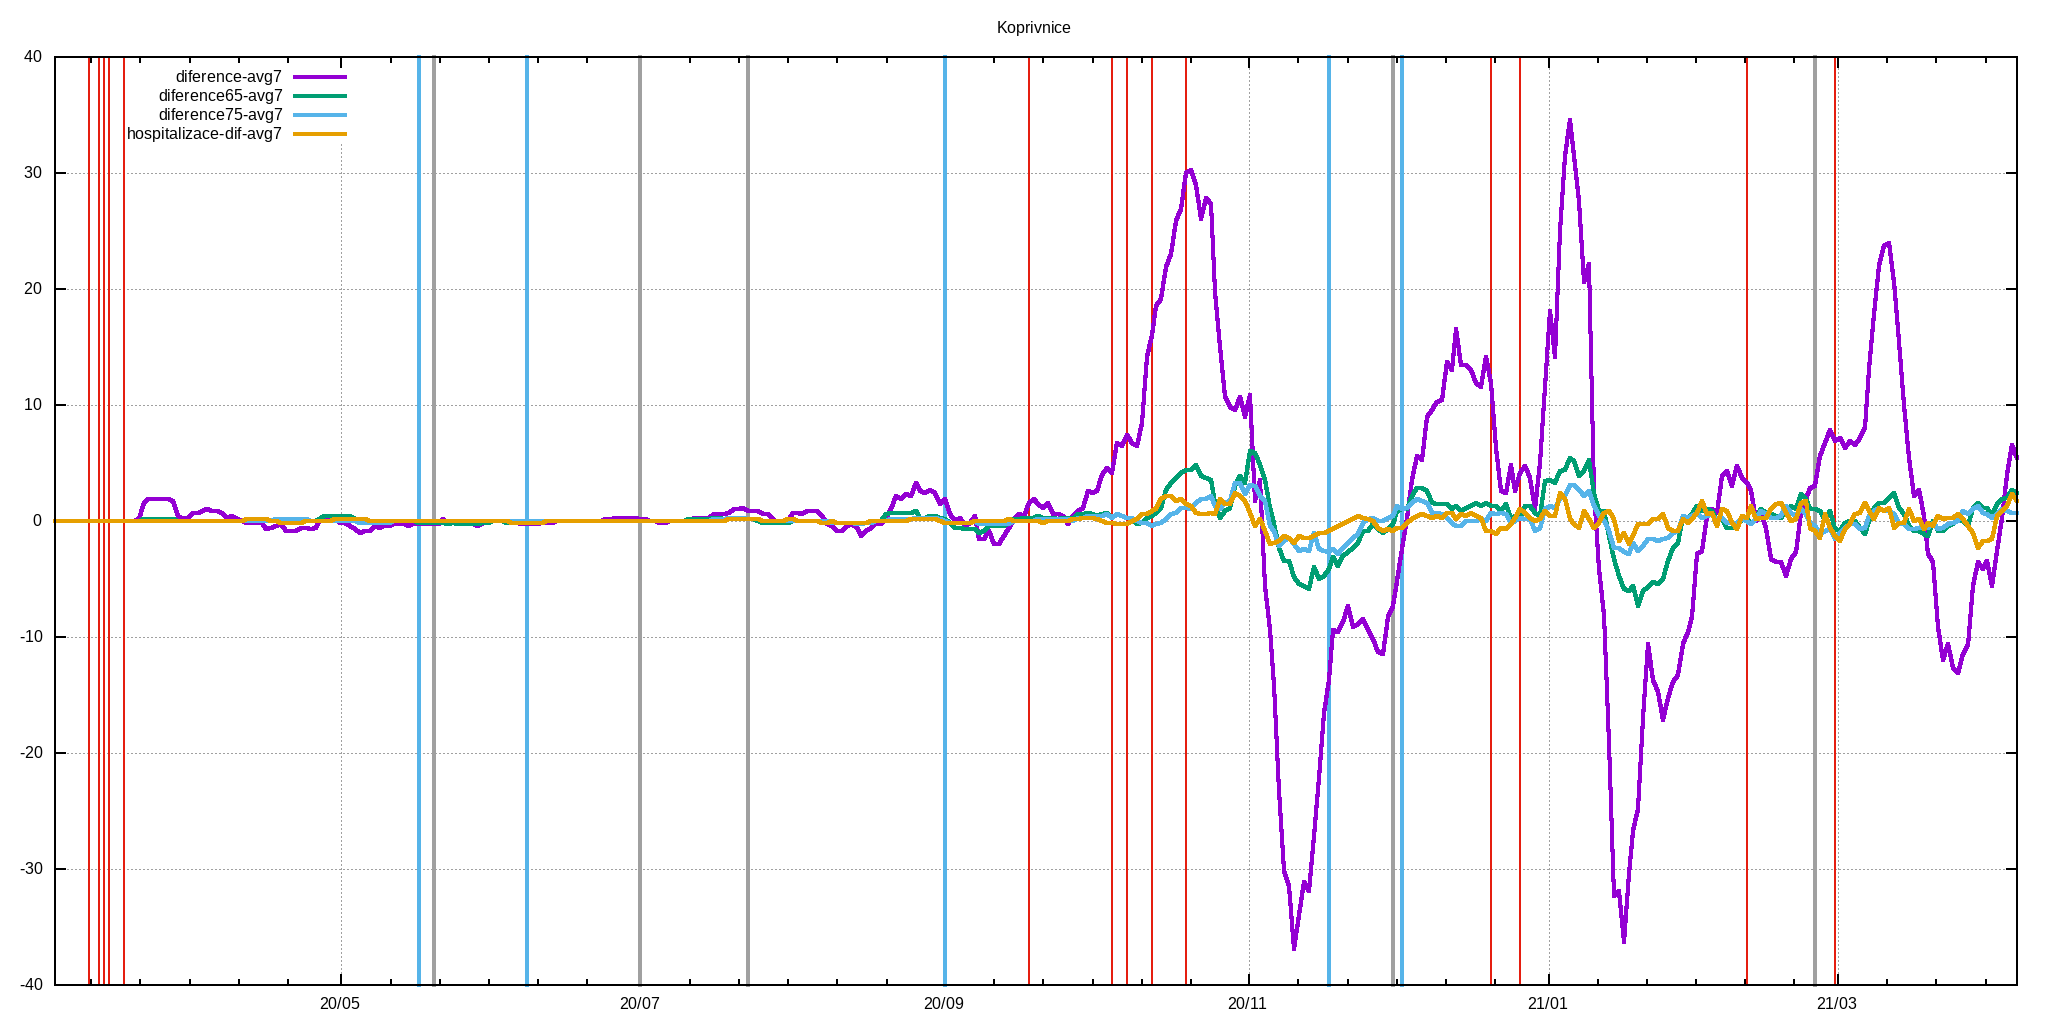 Koprivnice
diference-avg7
diference65-avg7
diference75-avg7
hospitalizace-dif-avg7
40
30
20
10
0
-10
-20
-30
-40
20/05 20/07 20/09 20/11 21/01 21/03